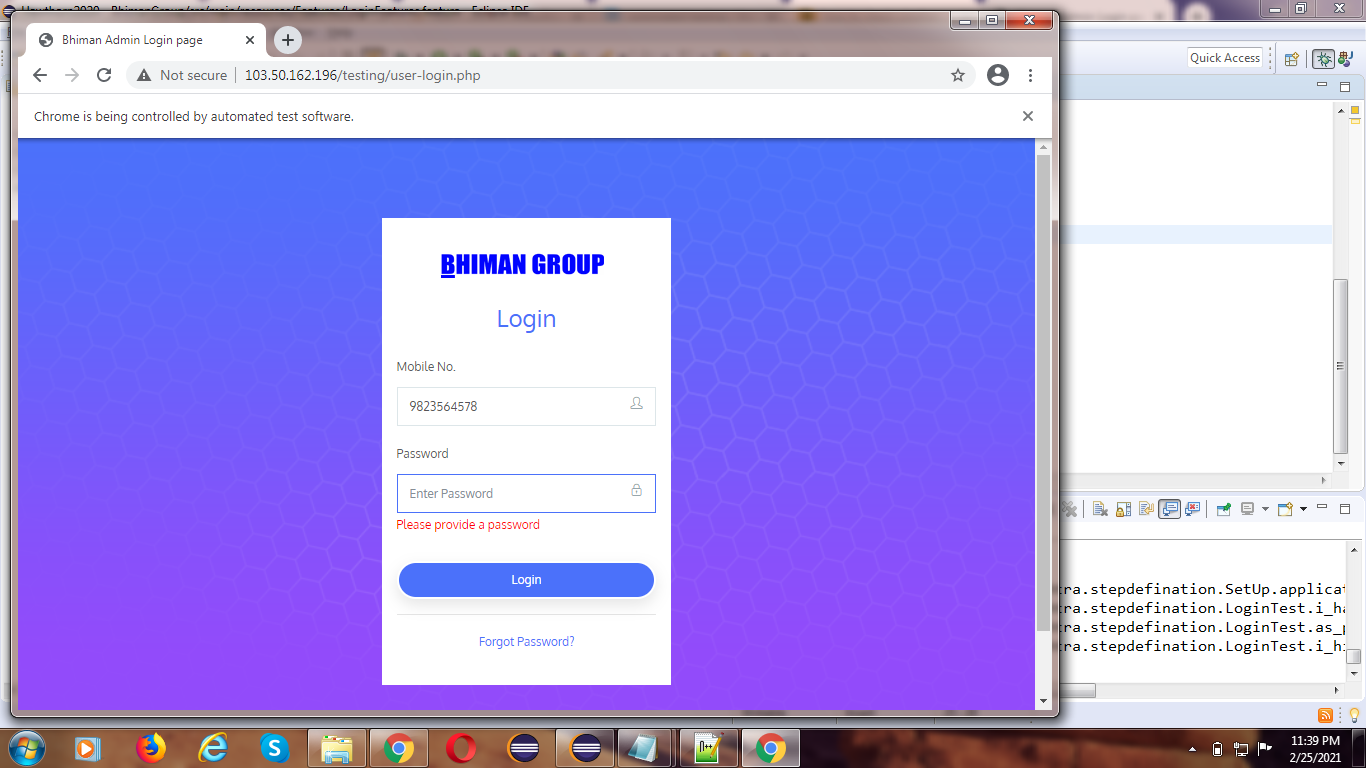 Bhiman Admin Login page
Not secure
103.50.162.196/testing/user-login.php
Chrome is being controlled by automated test software.
BHIMAN GROUP
Login
Mobile No.
9823564578
Password
Enter Password
Please provide a password
Login
Forgot Password?
Quick Access
tra.stepdefination.SetUp.applicat
tra.stepdefination.LoginTest.i_ha
tra.stepdefination.LoginTest.as_p
tra.stepdefination.LoginTest.i_hi
11:39 PM
2/25/2021